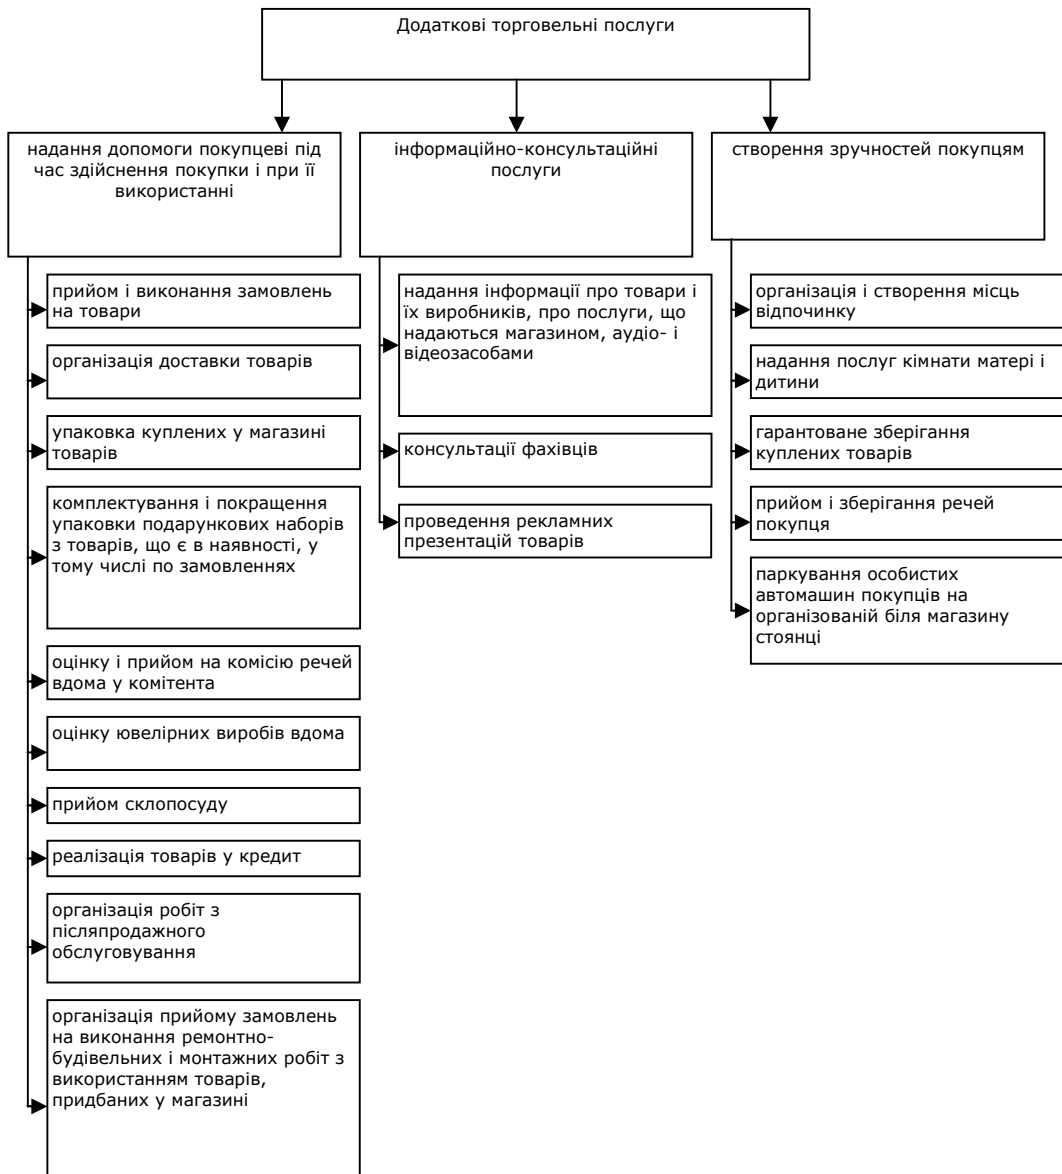 Додаткові торговельні послуги
надання допомоги покупцеві під
час здійснення покупки і при її
використанні
прийом і виконання замовлень
на товари
організація доставки товарів
упаковка куплених у магазині
товарів
комплектування і покращення
упаковки подарункових наборів
з товарів, що є в наявності, у
тому числі по замовленнях
оцінку і прийом на комісію речей
вдома у комітента
оцінку ювелірних виробів вдома
прийом склопосуду
реалізація товарів у кредит
організація робіт з
післяпродажного
обслуговування
організація прийому замовлень
на виконання ремонтно-
будівельних і монтажних робіт з
використанням товарів,
придбаних у магазині
інформаційно-консультаційні
послуги
надання інформації про товари і
їх виробників, про послуги, що
надаються магазином, аудіо- і
відеозасобами
консультації фахівців
проведення рекламних
презентацій товарів
створення зручностей покупцям
організація і створення місць
відпочинку
надання послуг кімнати матері і
дитини
гарантоване зберігання
куплених товарів
прийом і зберігання речей
покупця
паркування особистих
автомашин покупців на
організованій біля магазину
стоянці